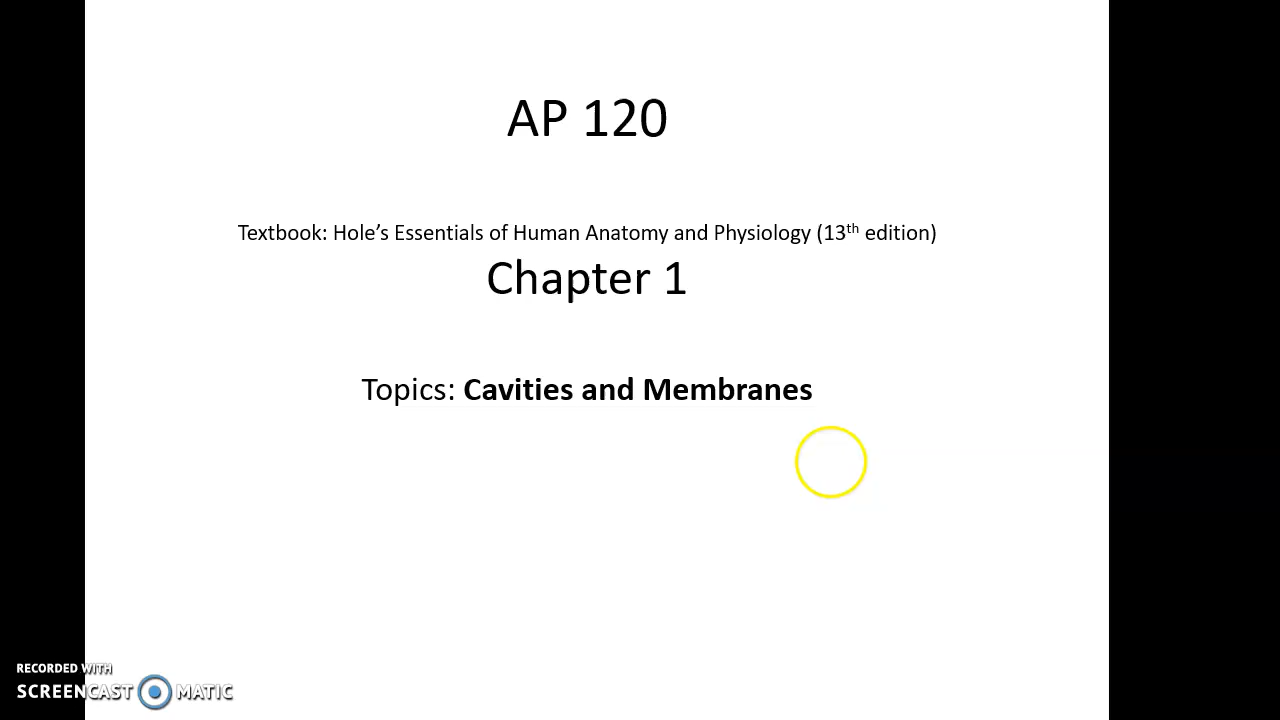 AP 120
Textbook: Hole’s Essentials of Human Anatomy and Physiology (13th edition)
Chapter 1
Topics: Cavities and Membranes
RECORDED WITH
SCREENCAST MATIC